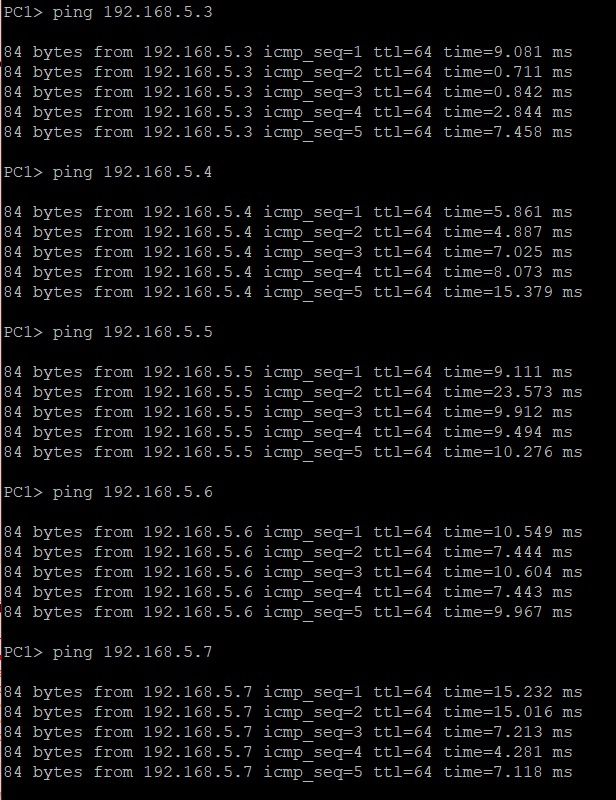 PC1> ping 192.168.5.3
84 bytes from 192.168.5.3 icmp_seq=1 ttl=64 time=9.081 ms
84 bytes from 192.168.5.3 icmp_seq=2 ttl=64 time=0.711 ms
84 bytes from 192.168.5.3 icmp_seq=3 ttl=64 time=0.842 ms
84 bytes from 192.168.5.3 icmp_seq=4 ttl=64 time=2.844 ms
84 bytes from 192.168.5.3 icmp_seq=5 ttl=64 time=7.458 ms
PC1> ping 192.168.5.4
84 bytes from 192.168.5.4 icmp_seq=1 ttl=64 time=5.861 ms
84 bytes from 192.168.5.4 icmp_seq=2 ttl=64 time=4.887 ms
84 bytes from 192.168.5.4 icmp_seq=3 ttl=64 time=7.025 ms
84 bytes from 192.168.5.4 icmp_seq=4 ttl=64 time=8.073 ms
84 bytes from 192.168.5.4 icmp_seq=5 ttl=64 time=15.379 ms
PC1> ping 192.168.5.5
84 bytes from 192.168.5.5 icmp_seq=1 ttl=64 time=9.111 ms
84 bytes from 192.168.5.5 icmp_seq=2 ttl=64 time=23.573 ms
84 bytes from 192.168.5.5 icmp_seq=3 ttl=64 time=9.912 ms
84 bytes from 192.168.5.5 icmp_seq=4 ttl=64 time=9.494 ms
84 bytes from 192.168.5.5 icmp_seq=5 ttl=64 time=10.276 ms
PC1> ping 192.168.5.6
84 bytes from 192.168.5.6 icmp_seq=1 ttl=64 time=10.549 ms
84 bytes from 192.168.5.6 icmp_seq=2 ttl=64 time=7.444 ms
84 bytes from 192.168.5.6 icmp_seq=3 ttl=64 time=10.604 ms
84 bytes from 192.168.5.6 icmp_seq=4 ttl=64 time=7.443 ms
84 bytes from 192.168.5.6 icmp_seq=5 ttl=64 time=9.967 ms
PC1> ping 192.168.5.7
84 bytes from 192.168.5.7 icmp_seq=1 ttl=64 time=15.232 ms
84 bytes from 192.168.5.7 icmp_seq=2 ttl=64 time=15.016 ms
84 bytes from 192.168.5.7 icmp_seq=3 ttl=64 time=7.213 ms
84 bytes from 192.168.5.7 icmp_seq=4 ttl=64 time=4.281 ms
84 bytes from 192.168.5.7 icmp_seq=5 ttl=64 time=7.118 ms